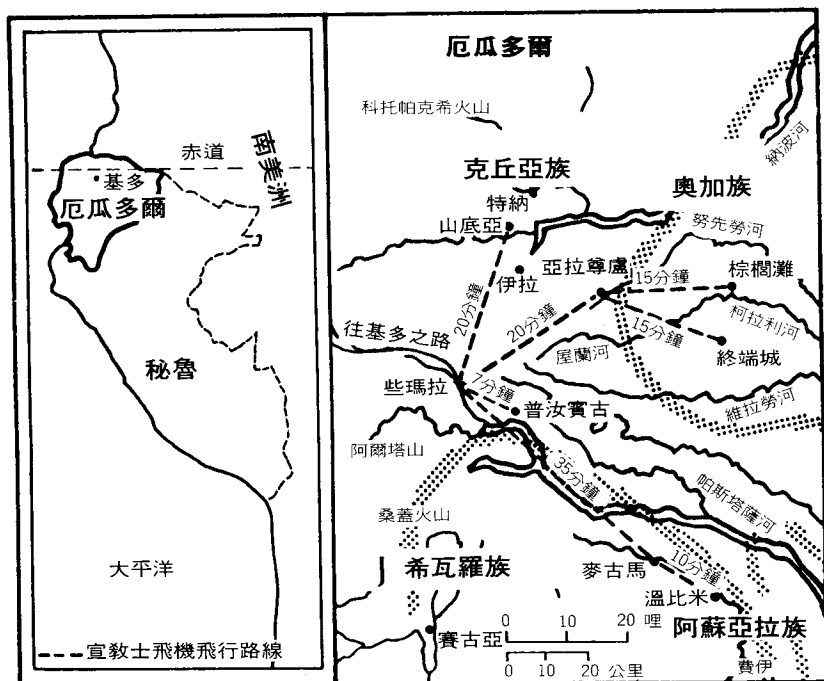 赤道
南美洲
基多
厄瓜多爾
秘魯
大平洋
宣敎士飛機飛行路線
厄瓜多爾
科托帕克希火山
納波河
克丘亞族
奧加族
特納
山底亞
努先勞河
伊拉
亞拉尊盧
15分鐘
棕櫚灘
20分鐘
20分鐘
15分鐘
柯拉利河
往基多之路
屋蘭河
終端城
7分鐘
些瑪拉
普汝賓古
維拉勞河
阿爾塔山
35分鐘
帕斯塔薩河
桑蓋火山
希瓦羅族
麥古馬
10分鐘
溫比米
阿蘇亞拉族
賽古亞
0 10 20 哩
0 10 20 公里
費伊